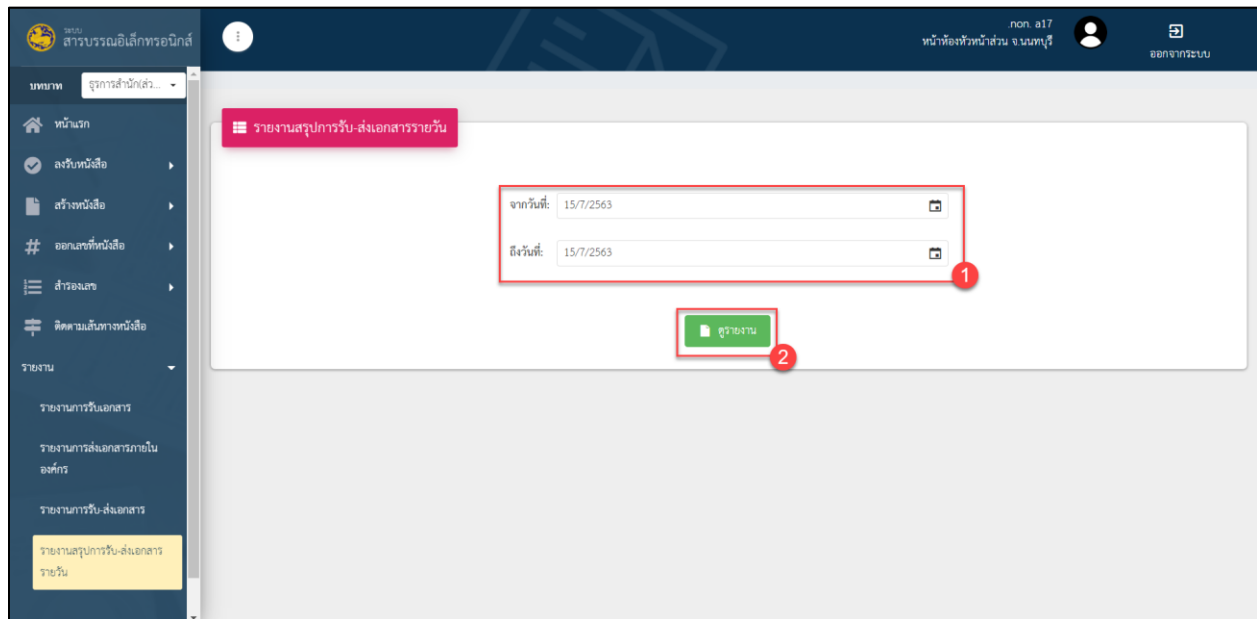 ระบบ
สารบรรณอิเล็กทรอนิกส์
.non. a17
หน้าห้องหัวหน้าส่วน จ.นนทบุรี
ออกจากระบบ
บทบาท ธุรการสำนัก(ส่ว...
หน้าแรก
ลงรับหนังสือ
สร้างหนังสือ
ออกเลขที่หนังสือ
สำรองเลข
ติดตามเส้นทางหนังสือ
รายงาน
รายงานการรับเอกสาร
รายงานการส่งเอกสารภายใน
องค์กร
รายงานการรับ-ส่งเอกสาร
รายงานสรุปการรับ-ส่งเอกสาร
รายวัน
รายงานสรุปการรับ-ส่งเอกสารรายวัน
จากวันที่: 15/7/2563
ถึงวันที่: 15/7/2563
1
ดูรายงาน
2